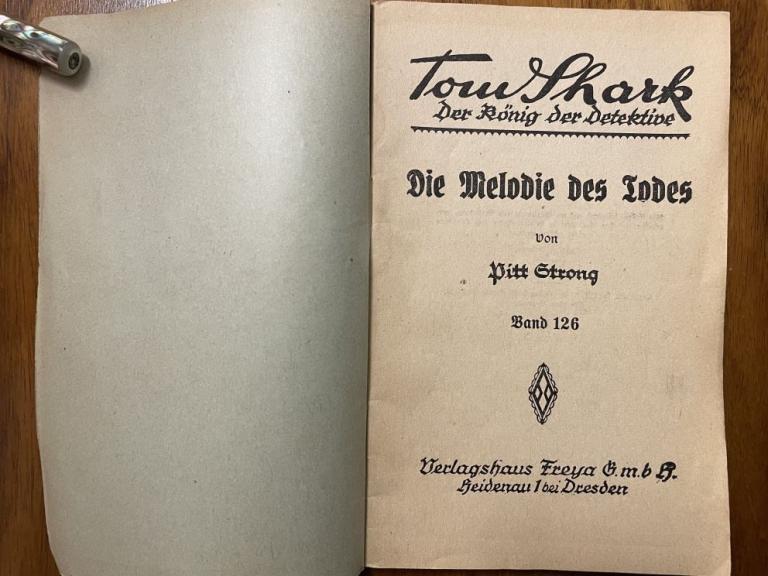 Tom Shark
Der König der Detektive
Die Melodie des Todes
von
Pitt Strong
Band 126
Verlagshaus Freya G.m.b H.
Heidenau 1 bei Dresden